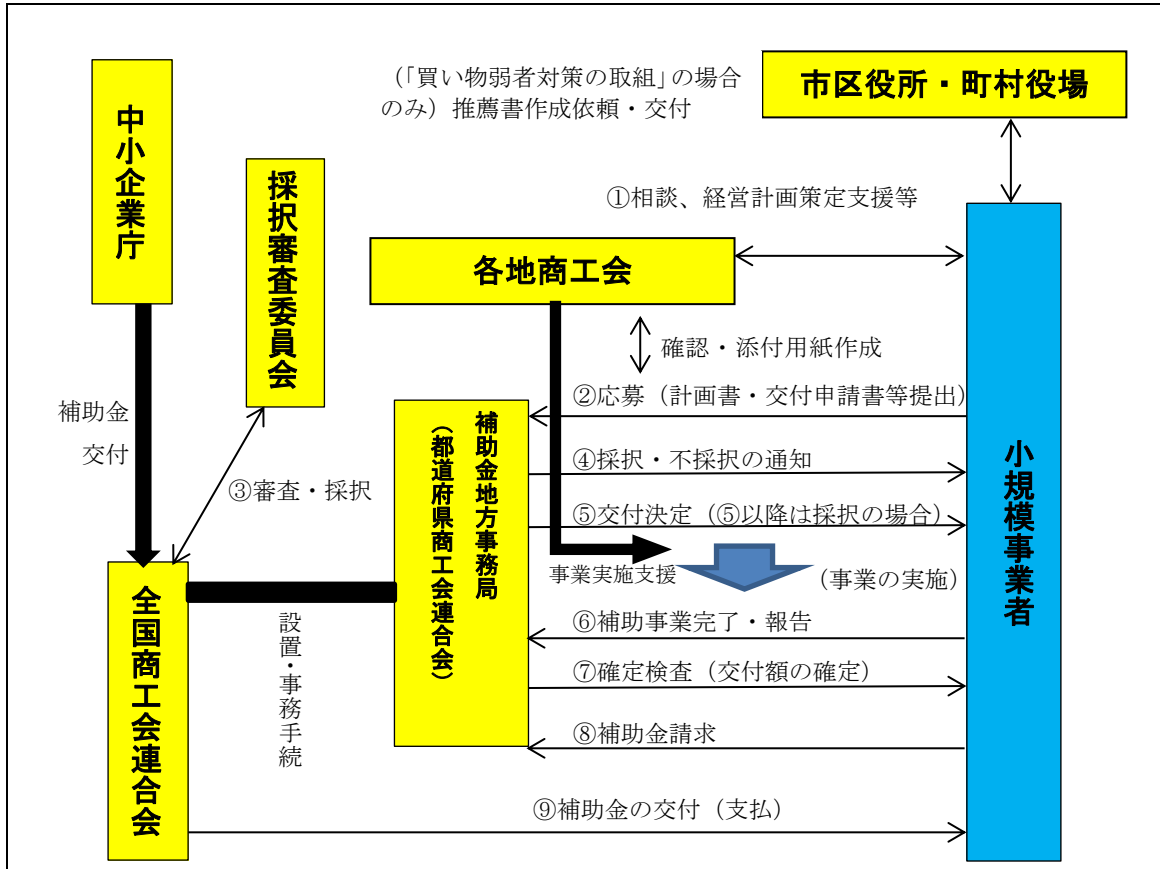 (「買い物弱者対策の取組」の場合
のみ）推薦書作成依頼・交付
市区役所・町村役場
中小企業庁
採択審査委員会
①相談、経営計画策定支援等
各地商工会
確認・添付用紙作成
補助金
交付
③審査・採択
②応募（計画書・交付申請書等提出）
補助金地方事務局
（都道府県商工会連合会）
④採択・不採択の通知
⑤交付決定（⑤以降は採択の場合）
小規模事業者
事業実施支援
（事業の実施）
全国商工会連合会
設置・事務手続
⑥補助事業完了・報告
⑦確定検査（交付額の確定）
⑧補助金請求
⑨補助金の交付（支払）